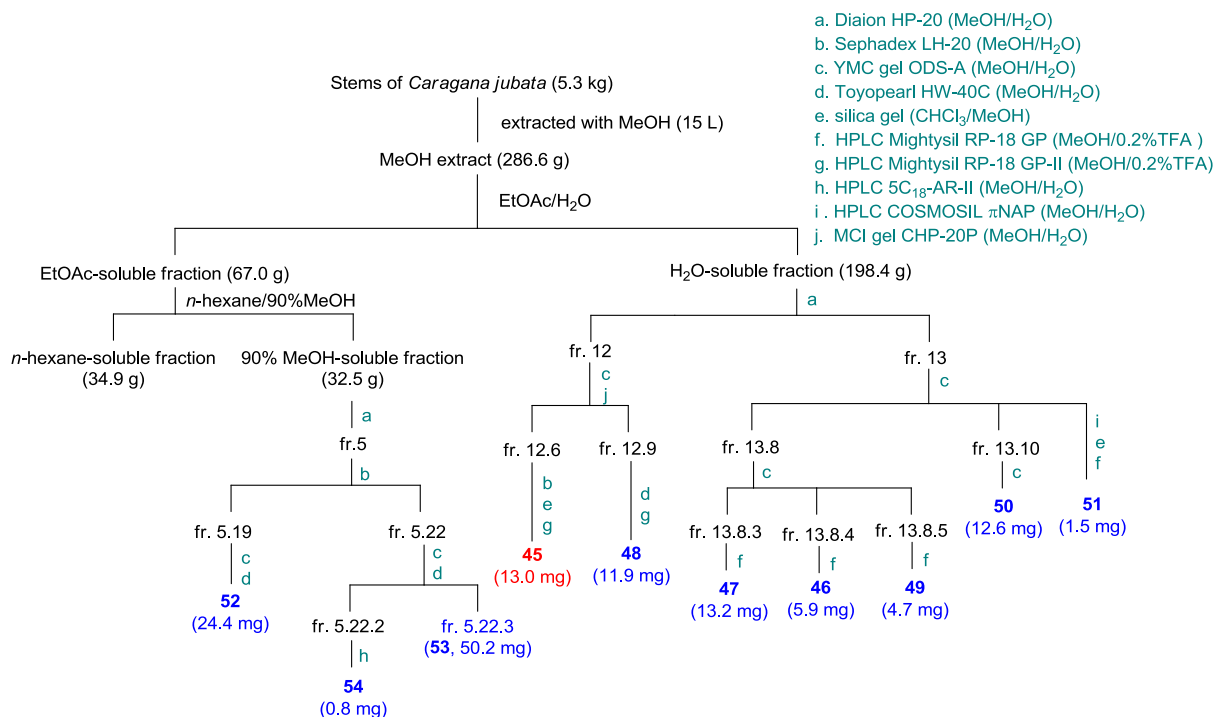 a. Diaion HP-20 (MeOH/H₂O)
b. Sephadex LH-20 (MeOH/H₂O)
c. YMC gel ODS-A (MeOH/H₂O)
d. Toyopearl HW-40C (MeOH/H₂O)
e. silica gel (CHCl₃/MeOH)
f. HPLC Mightysil RP-18 GP (MeOH/0.2%TFA )
g. HPLC Mightysil RP-18 GP-II (MeOH/0.2%TFA)
h. HPLC 5C₁₈-AR-II (MeOH/H₂O)
i . HPLC COSMOSIL πNAP (MeOH/H₂O)
j. MCI gel CHP-20P (MeOH/H₂O)
Stems of Caragana jubata (5.3 kg)
extracted with MeOH (15 L)
MeOH extract (286.6 g)
EtOAc/H₂O
EtOAc-soluble fraction (67.0 g)
H₂O-soluble fraction (198.4 g)
n-hexane/90%MeOH
a
n-hexane-soluble fraction
(34.9 g)
90% MeOH-soluble fraction
(32.5 g)
fr. 12
fr. 13
c
j
c
a
fr.5
b
fr. 12.6
fr. 12.9
fr. 13.8
fr. 13.10
i
e
f
b
e
g
d
g
c
c
fr. 5.19
fr. 5.22
fr. 13.8.3
fr. 13.8.4
fr. 13.8.5
50
(12.6 mg)
51
(1.5 mg)
c
d
c
d
45
(13.0 mg)
48
(11.9 mg)
f
f
f
52
(24.4 mg)
47
(13.2 mg)
46
(5.9 mg)
49
(4.7 mg)
fr. 5.22.2
fr. 5.22.3
(53, 50.2 mg)
h
54
(0.8 mg)